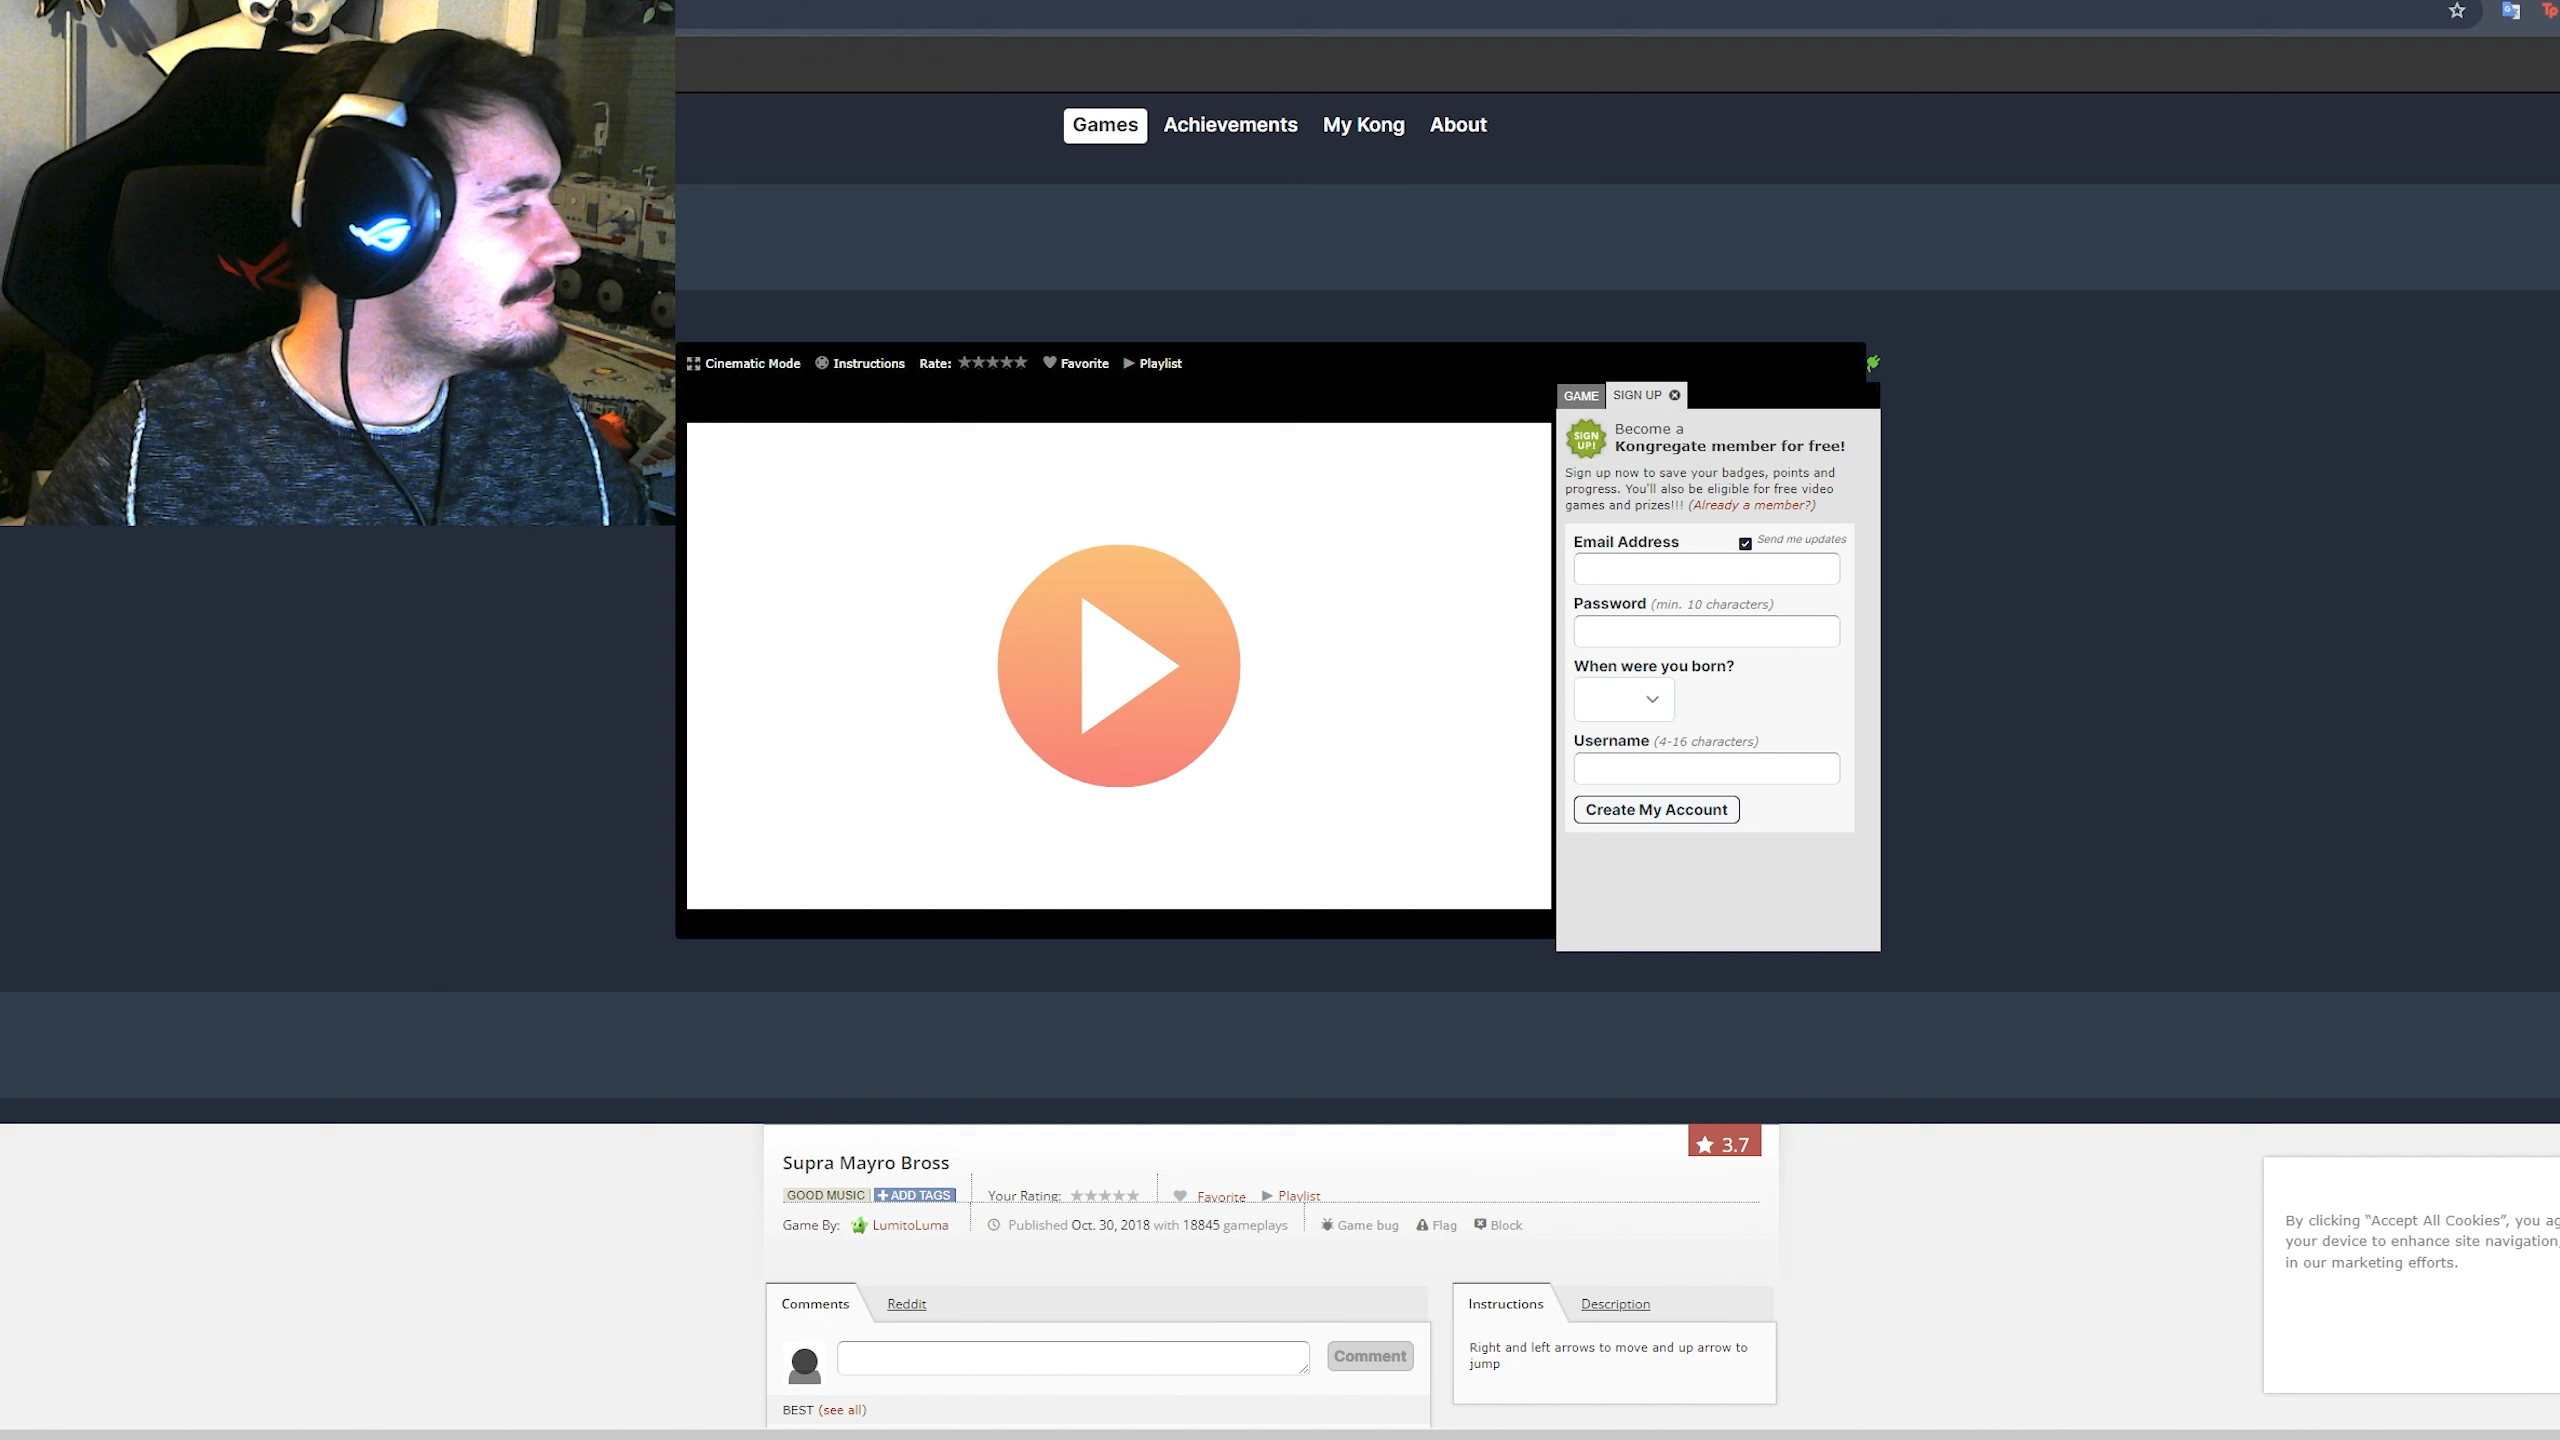 Games Achievements My Kong About
Cinematic Mode Instructions Rate: Favorite Playlist
GAME SIGN UP
SIGN UP!
Become a
Kongregate member for free!
Sign up now to save your badges, points and
progress. You'll also be eligible for free video
games and prizes!!! (Already a member?)
Email Address Send me updates
Password (min. 10 characters)
When were you born?
Username (4-16 characters)
Create My Account
3.7
Supra Mayro Bross
GOOD MUSIC ADD TAGS Your Rating: Favorite Playlist
Game By: LumitoLuma Published Oct. 30, 2018 with 18845 gameplays Game bug Flag Block
Comments Reddit
Comment
BEST (see all)
Instructions Description
Right and left arrows to move and up arrow to
jump
By clicking “Accept All Cookies”, you ag
your device to enhance site navigation,
in our marketing efforts.
Tp